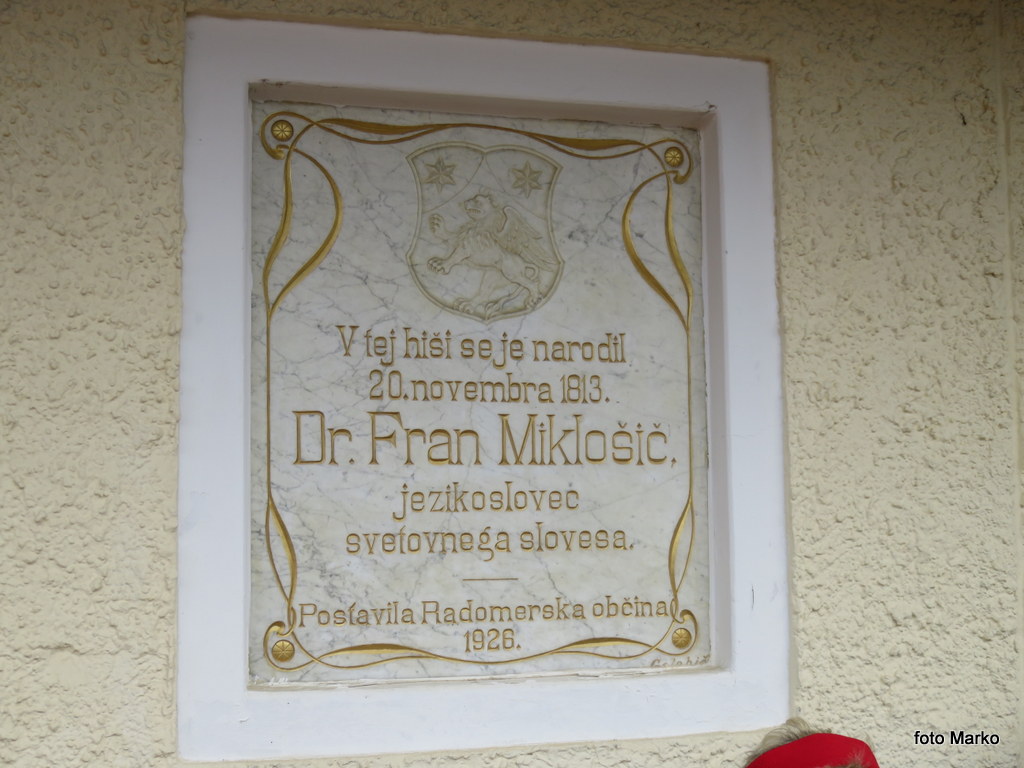 V tej hiši se je narodil
20. novembra 1813.
Dr. Fran Miklošič,
jezikoslovec
svetovnega slovesa.
Postavila Radomerska občina
1926.
foto Marko